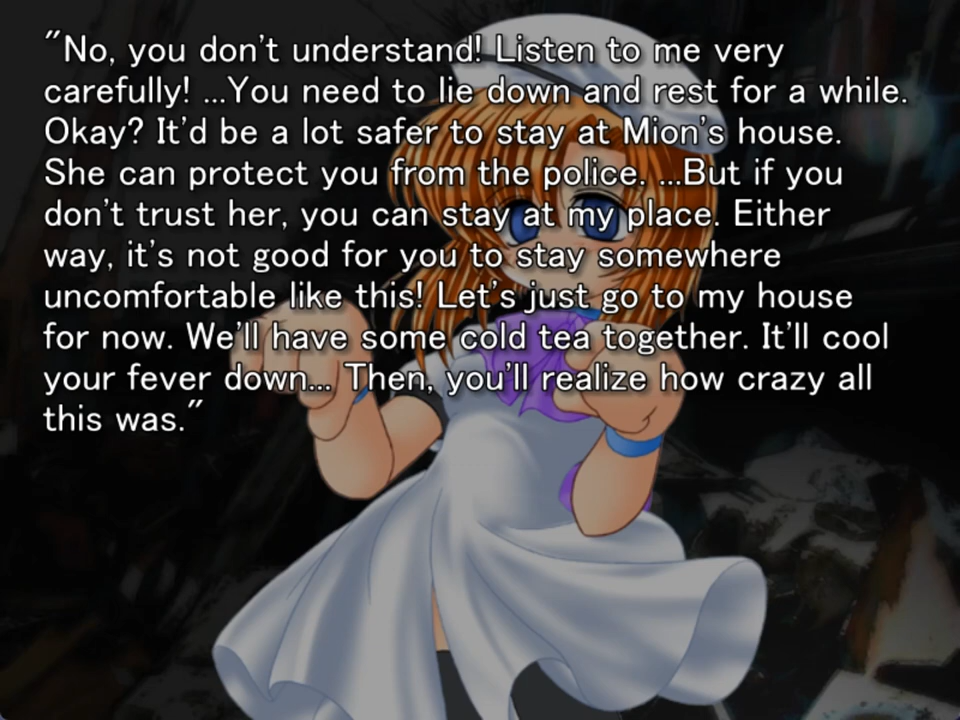 "No, you don't understand! Listen to me very
carefully! ...You need to lie down and rest for a while.
Okay? It'd be a lot safer to stay at Mion's house.
She can protect you from the police. ...But if you
don't trust her, you can stay at my place. Either
way, it's not good for you to stay somewhere
uncomfortable like this! Let's just go to my house
for now. We'll have some cold tea together. It'll cool
your fever down... Then, you'll realize how crazy all
this was."